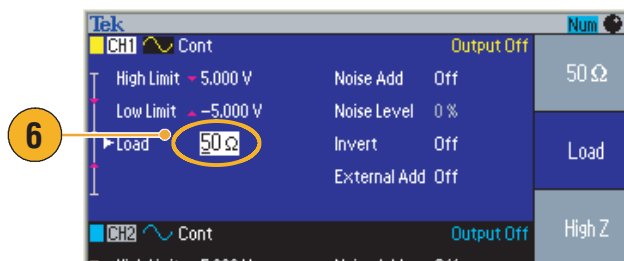 Tek Num
CH1 Cont Output Off
High Limit 5.000 V Noise Add Off
Low Limit −5.000 V Noise Level 0 %
Load 50 Ω Invert Off
External Add Off
CH2 Cont Output Off
50 Ω
Load
High Z
6